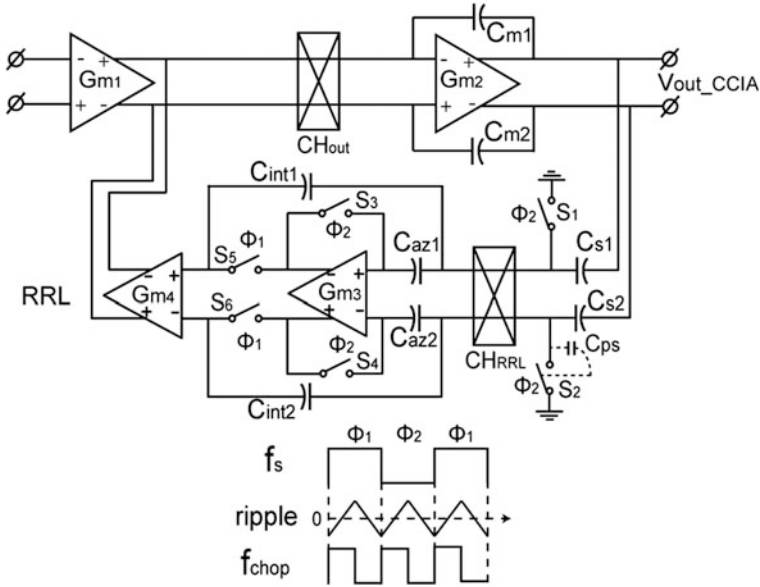 Cm1
- +
Gm1
+ -
- +
Gm2
+ -
Vout_CCIA
CHout
Cm2
Cint1
S3
Φ2
S1
Φ2
S5 Φ1
Caz1
Cs1
RRL
- +
Gm4
+ -
+
Gm3
-
S6
Cs2
Φ1
Φ2
S4
Caz2
CHRRL
Cps
Φ2
S2
Cint2
Φ1 Φ2 Φ1
fs
ripple 0
fchop